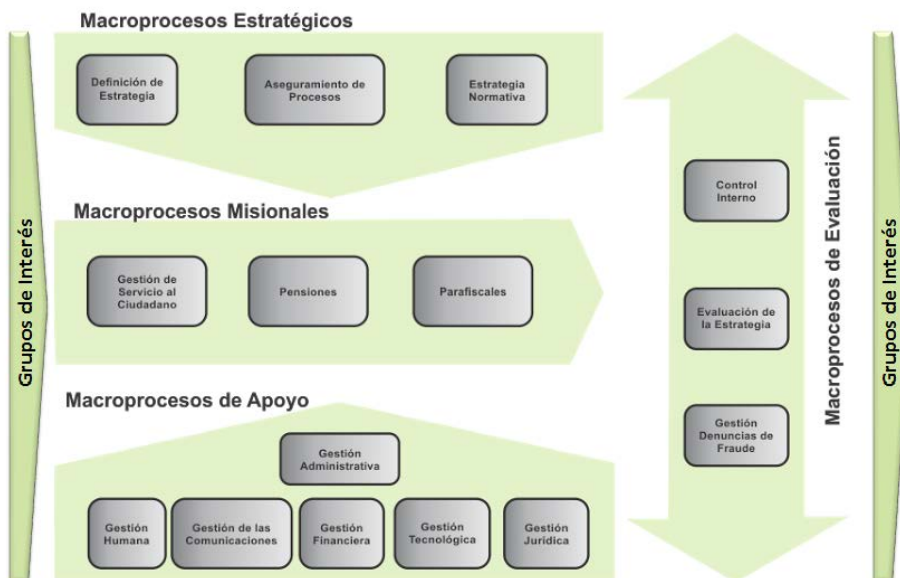 Macroprocesos Estratégicos
Definición de
Estrategia
Aseguramiento de
Procesos
Estrategia
Normativa
Macroprocesos Misionales
Gestión de
Servicio al
Ciudadano
Pensiones
Parafiscales
Macroprocesos de Apoyo
Gestión
Administrativa
Gestión
Humana
Gestión de las
Comunicaciones
Gestión
Financiera
Gestión
Tecnológica
Gestión
Jurídica
Control
Interno
Evaluación de
la Estrategia
Gestión
Denuncias de
Fraude
Macroprocesos de Evaluación
Grupos de Interés
Grupos de Interés